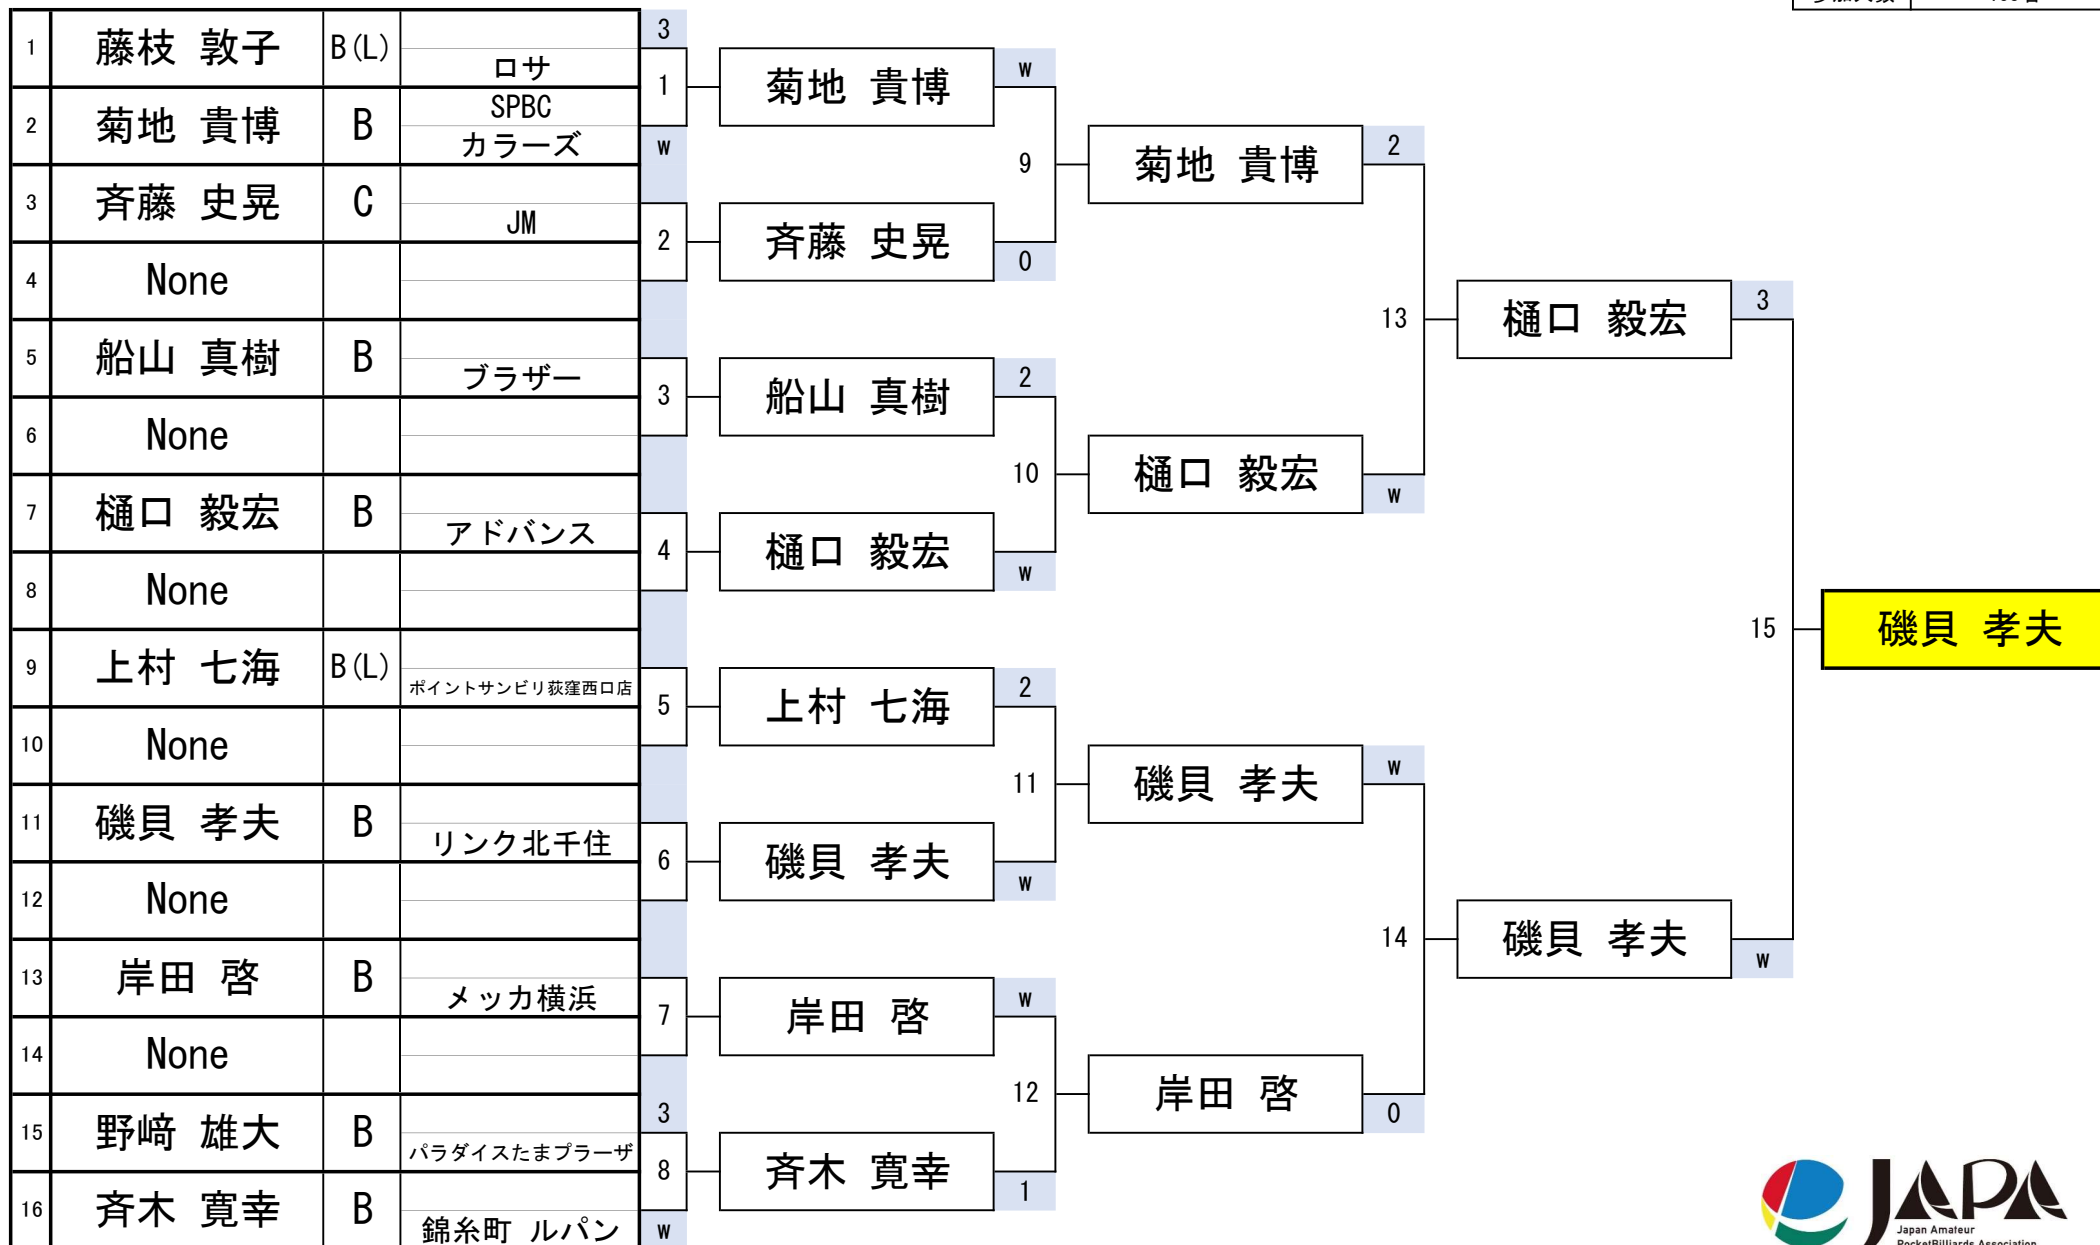 1 藤枝 敦子 B(L) ロサ 3
2 菊地 貴博 B SPBC カラーズ W
3 斉藤 史晃 C JM
4 None
5 船山 真樹 B ブラザー
6 None
7 樋口 毅宏 B アドバンス
8 None
9 上村 七海 B(L) ポイントサンビリ荻窪西口店
10 None
11 磯貝 孝夫 B リンク北千住
12 None
13 岸田 啓 B メッカ横浜
14 None
15 野﨑 雄大 B パラダイスたまプラーザ 3
16 斉木 寛幸 B 錦糸町 ルパン W
1 菊地 貴博 W
2 斉藤 史晃 0
3 船山 真樹 2
4 樋口 毅宏 W
5 上村 七海 2
6 磯貝 孝夫 W
7 岸田 啓 W
8 斉木 寛幸 1
9 菊地 貴博 2
10 樋口 毅宏 W
11 磯貝 孝夫 W
12 岸田 啓 0
13 樋口 毅宏 3
14 磯貝 孝夫 W
15 磯貝 孝夫
JAPA
Japan Amateur
PocketBilliards Association